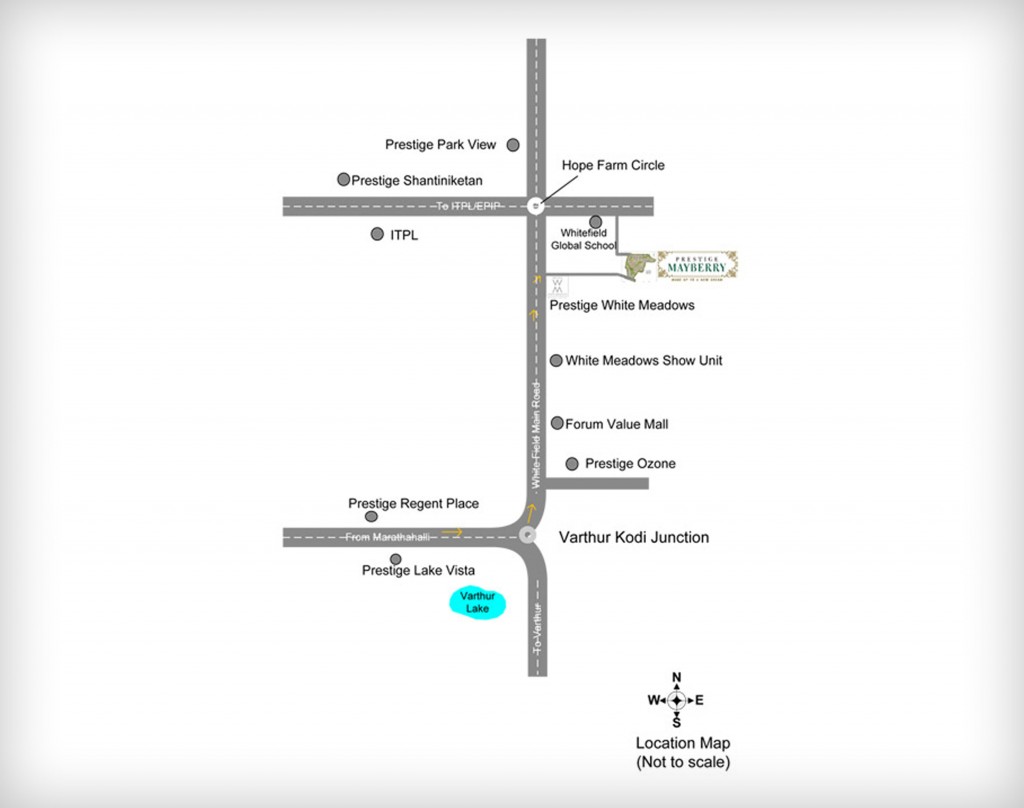 Prestige Park View
Hope Farm Circle
Prestige Shantiniketan
To ITPL/EPIP
ITPL
Whitefield
Global School
PRESTIGE
MAYBERRY
W
M
Prestige White Meadows
White Meadows Show Unit
White Field Main Road
Forum Value Mall
Prestige Ozone
Prestige Regent Place
From Marathahalli
Varthur Kodi Junction
Prestige Lake Vista
Varthur
Lake
To Varthur
N
W E
S
Location Map
(Not to scale)